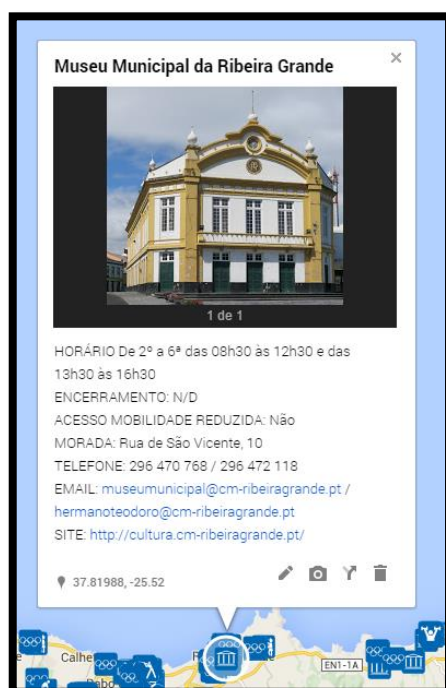 Museu Municipal da Ribeira Grande
1 de 1
HORÁRIO De 2º a 6ª das 08h30 às 12h30 e das
13h30 às 16h30
ENCERRAMENTO: N/D
ACESSO MOBILIDADE REDUZIDA: Não
MORADA: Rua de São Vicente, 10
TELEFONE: 296 470 768 / 296 472 118
EMAIL: museumunicipal@cm-ribeiragrande.pt /
hermanoteodoro@cm-ribeiragrande.pt
SITE: http://cultura.cm-ribeiragrande.pt/
37.81988, -25.52
Calhe
EN1-1A